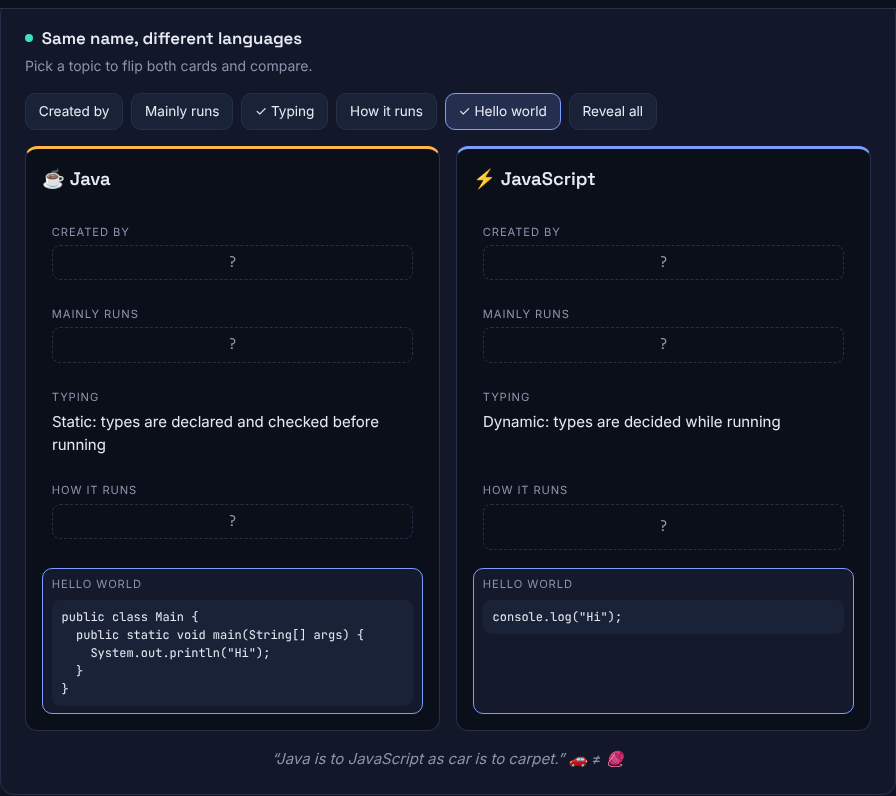 Same name, different languages
Pick a topic to flip both cards and compare.
Created by
Mainly runs
✓ Typing
How it runs
✓ Hello world
Reveal all
☕ Java
CREATED BY
?
MAINLY RUNS
?
TYPING
Static: types are declared and checked before
running
HOW IT RUNS
?
HELLO WORLD
public class Main {
  public static void main(String[] args) {
    System.out.println("Hi");
  }
}
⚡ JavaScript
CREATED BY
?
MAINLY RUNS
?
TYPING
Dynamic: types are decided while running
HOW IT RUNS
?
HELLO WORLD
console.log("Hi");
“Java is to JavaScript as car is to carpet.” 🚗 ≠ 🧶